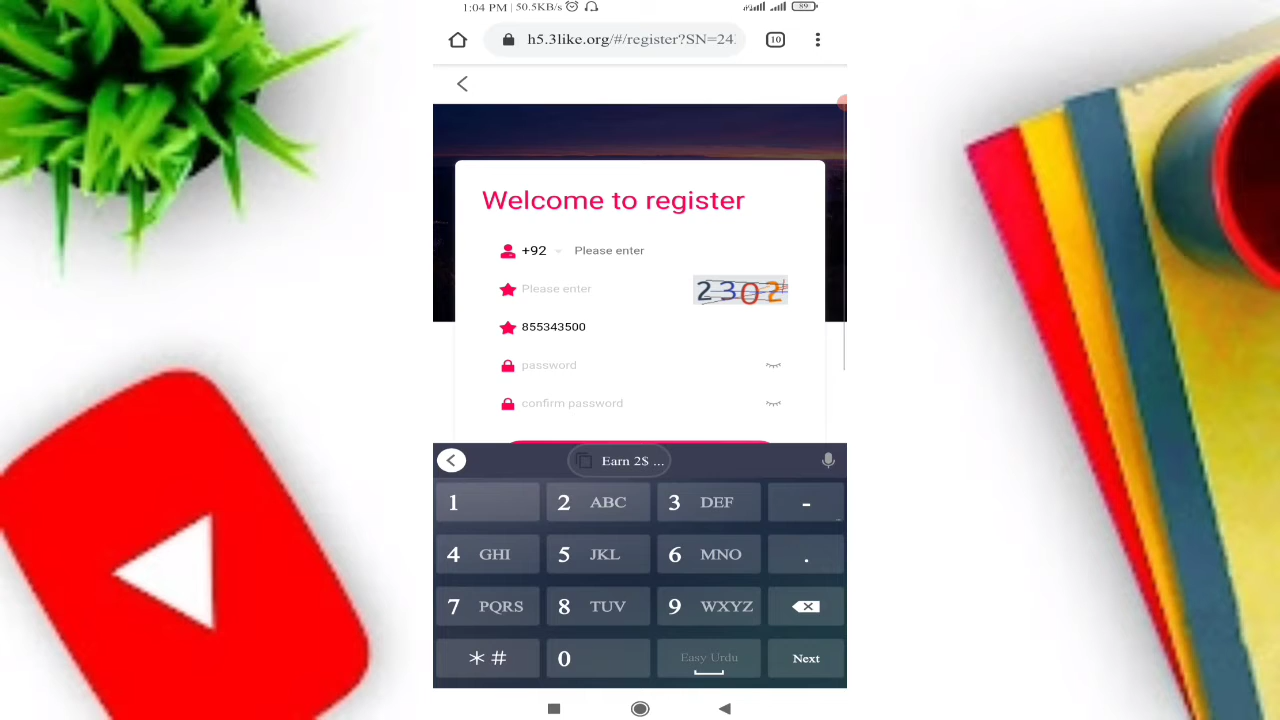 1:04 PM | 50.5KB/s 89
h5.3like.org/#/register?SN=24 10
Welcome to register
+92 Please enter
Please enter 2302
855343500
password
confirm password
Earn 2$ ...
1 2 ABC 3 DEF -
4 GHI 5 JKL 6 MNO .
7 PQRS 8 TUV 9 WXYZ
*# 0 Easy Urdu Next